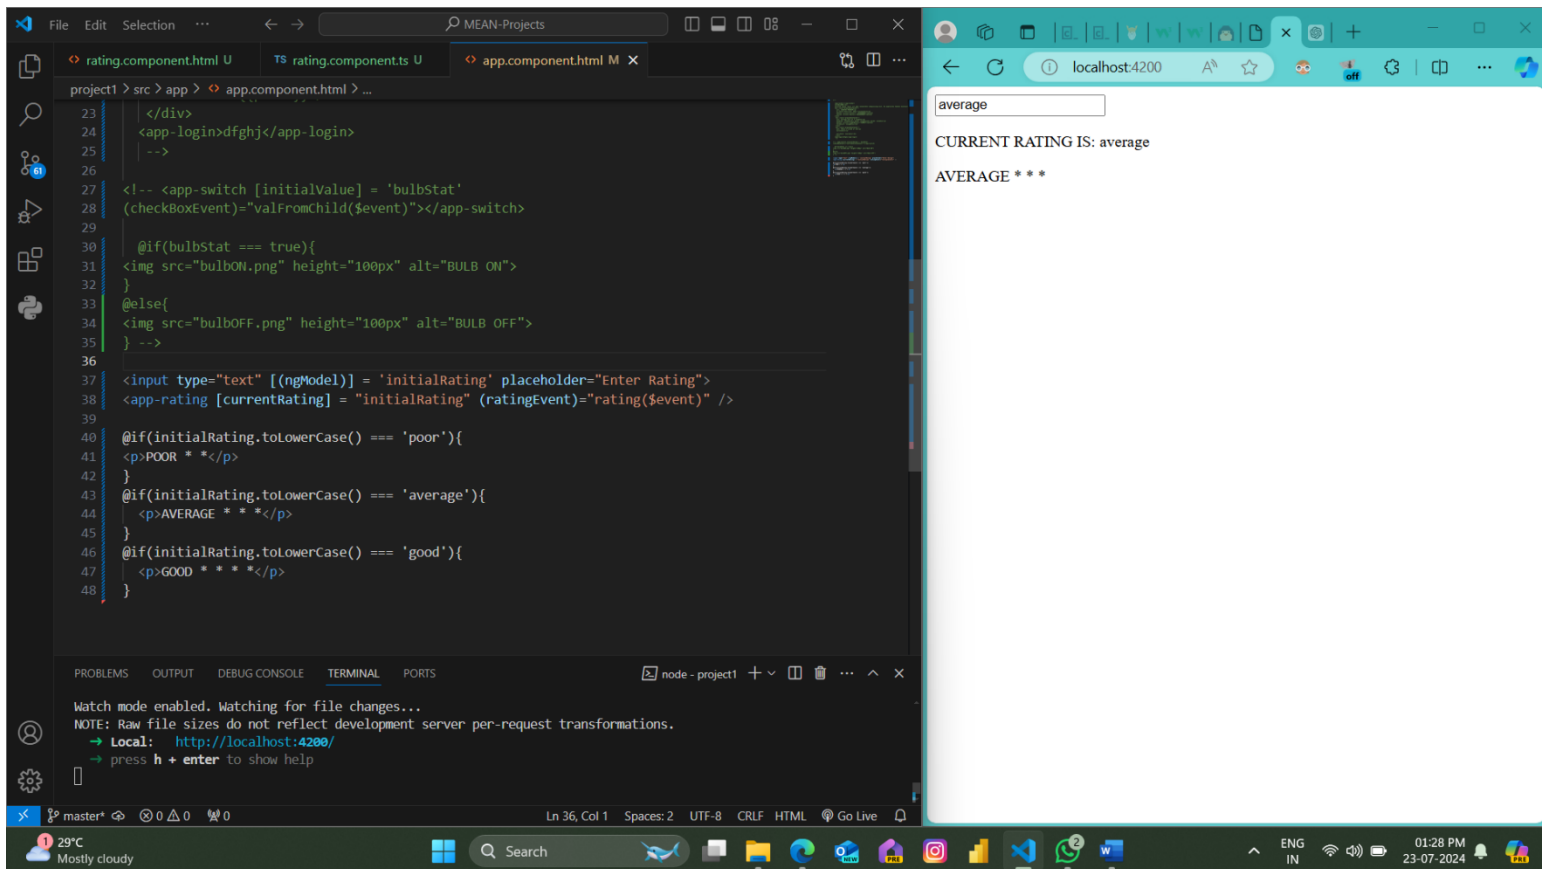 File Edit Selection ··· MEAN-Projects
rating.component.html U TS rating.component.ts U app.component.html M
project1 > src > app > app.component.html > ...
23 </div>
24 <app-login>dfghj</app-login>
25 -->
26
27 <!-- <app-switch [initialValue] = 'bulbStat'
28 (checkBoxEvent)="valFromChild($event)"></app-switch>
29
30 @if(bulbStat === true){
31 <img src="bulbON.png" height="100px" alt="BULB ON">
32 }
33 @else{
34 <img src="bulbOFF.png" height="100px" alt="BULB OFF">
35 } -->
36
37 <input type="text" [(ngModel)] = 'initialRating' placeholder="Enter Rating">
38 <app-rating [currentRating] = "initialRating" (ratingEvent)="rating($event)" />
39
40 @if(initialRating.toLowerCase() === 'poor'){
41 <p>POOR * *</p>
42 }
43 @if(initialRating.toLowerCase() === 'average'){
44 <p>AVERAGE * * *</p>
45 }
46 @if(initialRating.toLowerCase() === 'good'){
47 <p>GOOD * * * *</p>
48 }
61
PROBLEMS OUTPUT DEBUG CONSOLE TERMINAL PORTS node - project1
Watch mode enabled. Watching for file changes...
NOTE: Raw file sizes do not reflect development server per-request transformations.
→ Local: http://localhost:4200/
→ press h + enter to show help
master* 0 0 0 Ln 36, Col 1 Spaces: 2 UTF-8 CRLF HTML Go Live
localhost:4200 off
average
CURRENT RATING IS: average
AVERAGE * * *
1 29°C
Mostly cloudy
Search
NEW
PRE
2
ENG
IN
01:28 PM
23-07-2024
PRE